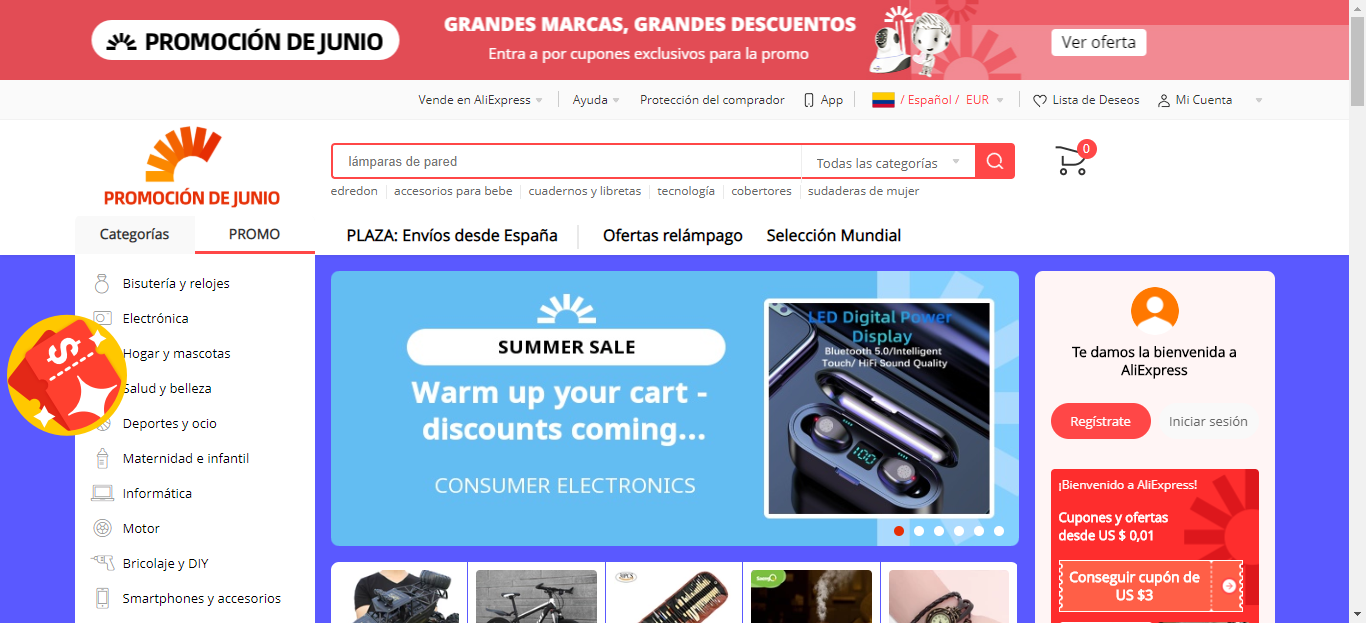 PROMOCIÓN DE JUNIO
GRANDES MARCAS, GRANDES DESCUENTOS
Entra a por cupones exclusivos para la promo
Ver oferta
Vende en AliExpress
Ayuda
Protección del comprador
App
/ Español / EUR
Lista de Deseos
Mi Cuenta
PROMOCIÓN DE JUNIO
lámparas de pared
Todas las categorías
0
edredon
accesorios para bebe
cuadernos y libretas
tecnología
cobertores
sudaderas de mujer
Categorías
PROMO
PLAZA: Envíos desde España
Ofertas relámpago
Selección Mundial
Bisutería y relojes
Electrónica
Hogar y mascotas
Salud y belleza
Deportes y ocio
Maternidad e infantil
Informática
Motor
Bricolaje y DIY
Smartphones y accesorios
$
SUMMER SALE
Warm up your cart -
discounts coming...
CONSUMER ELECTRONICS
LED Digital Power
Display
Bluetooth 5.0/Intelligent
Touch/ HiFi Sound Quality
100
Te damos la bienvenida a
AliExpress
Regístrate
Iniciar sesión
¡Bienvenido a AliExpress!
Cupones y ofertas
desde US $ 0,01
Conseguir cupón de
US $3
30PCS